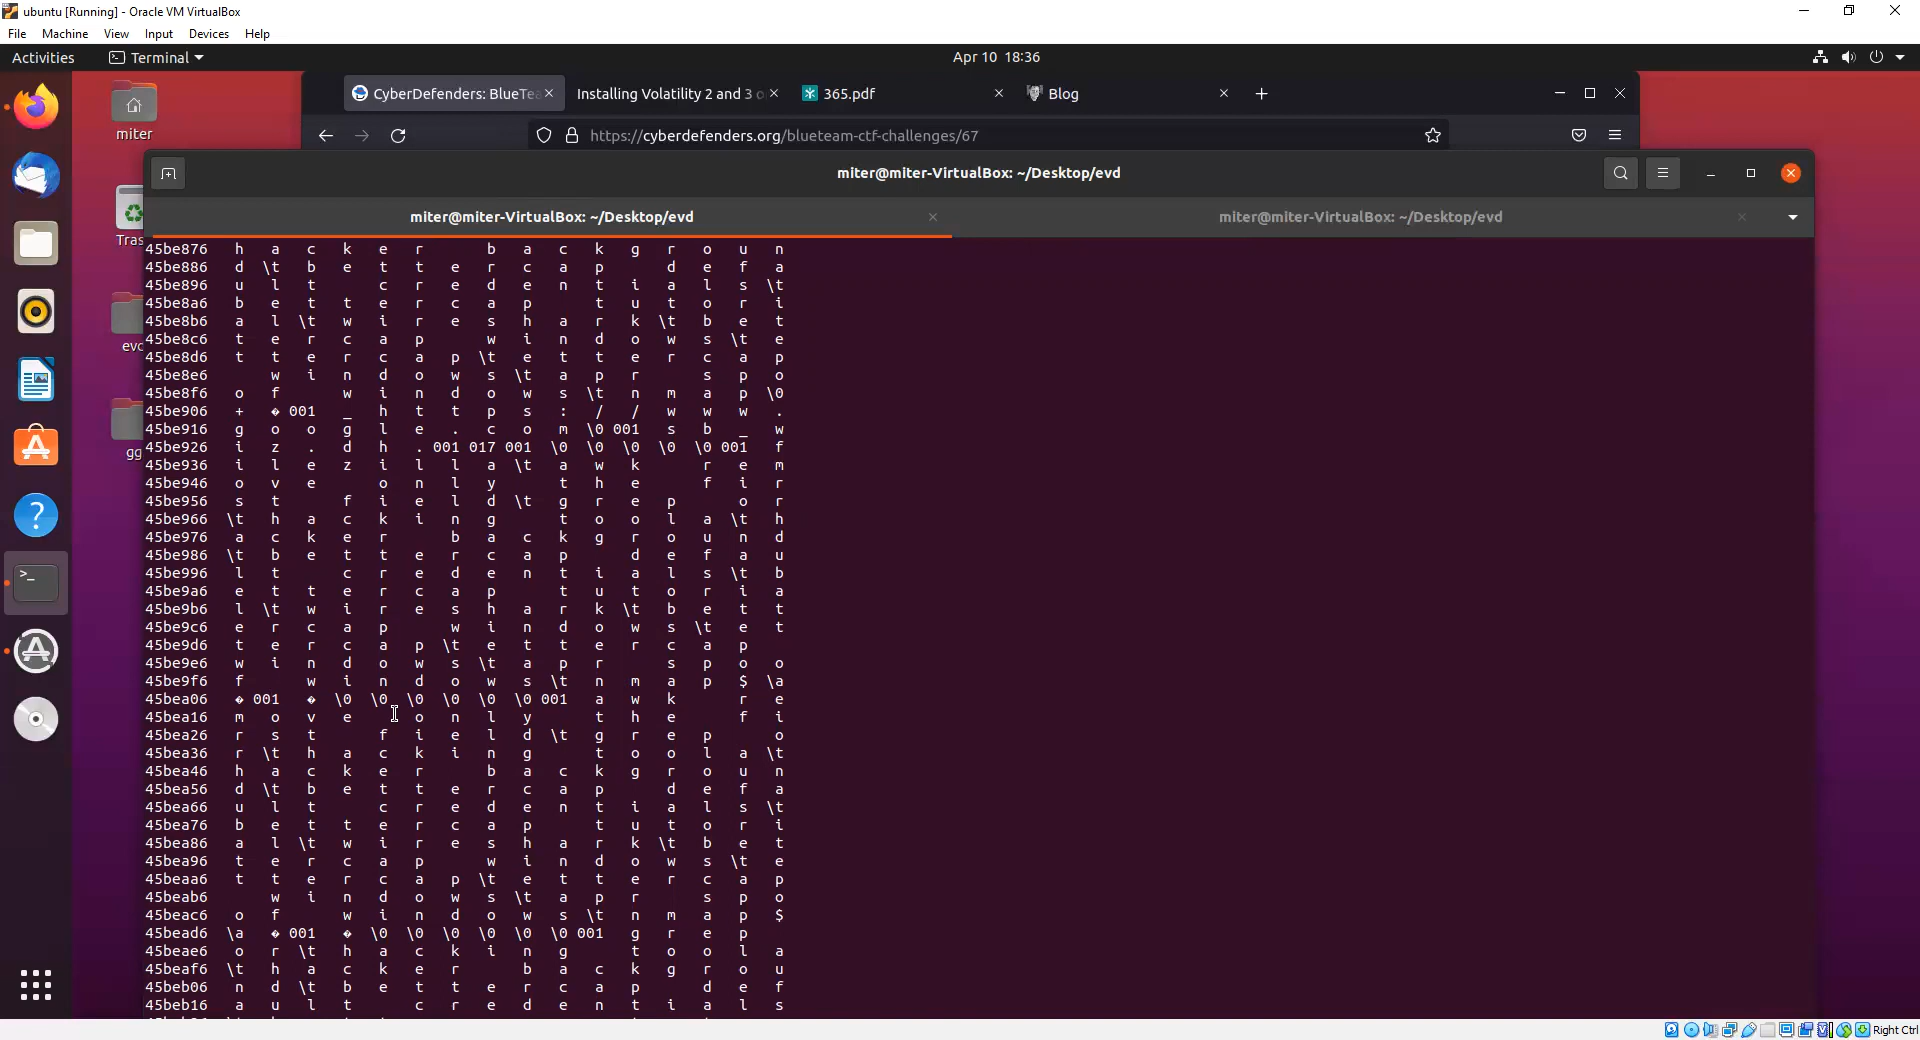 ubuntu [Running] - Oracle VM VirtualBox
File Machine View Input Devices Help
Activities Terminal Apr 10 18:36
miter
CyberDefenders: BlueTea
Installing Volatility 2 and 3 o
365.pdf
Blog
https://cyberdefenders.org/blueteam-ctf-challenges/67
miter@miter-VirtualBox: ~/Desktop/evd
miter@miter-VirtualBox: ~/Desktop/evd
miter@miter-VirtualBox: ~/Desktop/evd
Tras
evc
gg
45be876 h a c k e r b a c k g r o u n
45be886 d \t b e t t e r c a p d e f a
45be896 u l t c r e d e n t i a l s \t
45be8a6 b e t t e r c a p t u t o r i
45be8b6 a l \t w i r e s h a r k \t b e t
45be8c6 t e r c a p w i n d o w s \t e
45be8d6 t t e r c a p \t e t t e r c a p
45be8e6 w i n d o w s \t a p r s p o
45be8f6 o f w i n d o w s \t n m a p \0
45be906 + � 001 _ h t t p s : / / w w w .
45be916 g o o g l e . c o m \0 001 s b _ w
45be926 i z . d h . 001 017 001 \0 \0 \0 \0 \0 001 f
45be936 i l e z i l l a \t a w k r e m
45be946 o v e o n l y t h e f i r
45be956 s t f i e l d \t g r e p o r
45be966 \t h a c k i n g t o o l a \t h
45be976 a c k e r b a c k g r o u n d
45be986 \t b e t t e r c a p d e f a u
45be996 l t c r e d e n t i a l s \t b
45be9a6 e t t e r c a p t u t o r i a
45be9b6 l \t w i r e s h a r k \t b e t t
45be9c6 e r c a p w i n d o w s \t e t
45be9d6 t e r c a p \t e t t e r c a p
45be9e6 w i n d o w s \t a p r s p o o
45be9f6 f w i n d o w s \t n m a p $ \a
45bea06 � 001 � \0 \0 \0 \0 \0 \0 001 a w k r e
45bea16 m o v e o n l y t h e f i
45bea26 r s t f i e l d \t g r e p o
45bea36 r \t h a c k i n g t o o l a \t
45bea46 h a c k e r b a c k g r o u n
45bea56 d \t b e t t e r c a p d e f a
45bea66 u l t c r e d e n t i a l s \t
45bea76 b e t t e r c a p t u t o r i
45bea86 a l \t w i r e s h a r k \t b e t
45bea96 t e r c a p w i n d o w s \t e
45beaa6 t t e r c a p \t e t t e r c a p
45beab6 w i n d o w s \t a p r s p o
45beac6 o f w i n d o w s \t n m a p $
45bead6 \a � 001 � \0 \0 \0 \0 \0 \0 001 g r e p
45beae6 o r \t h a c k i n g t o o l a
45beaf6 \t h a c k e r b a c k g r o u
45beb06 n d \t b e t t e r c a p d e f
45beb16 a u l t c r e d e n t i a l s
Right Ctrl